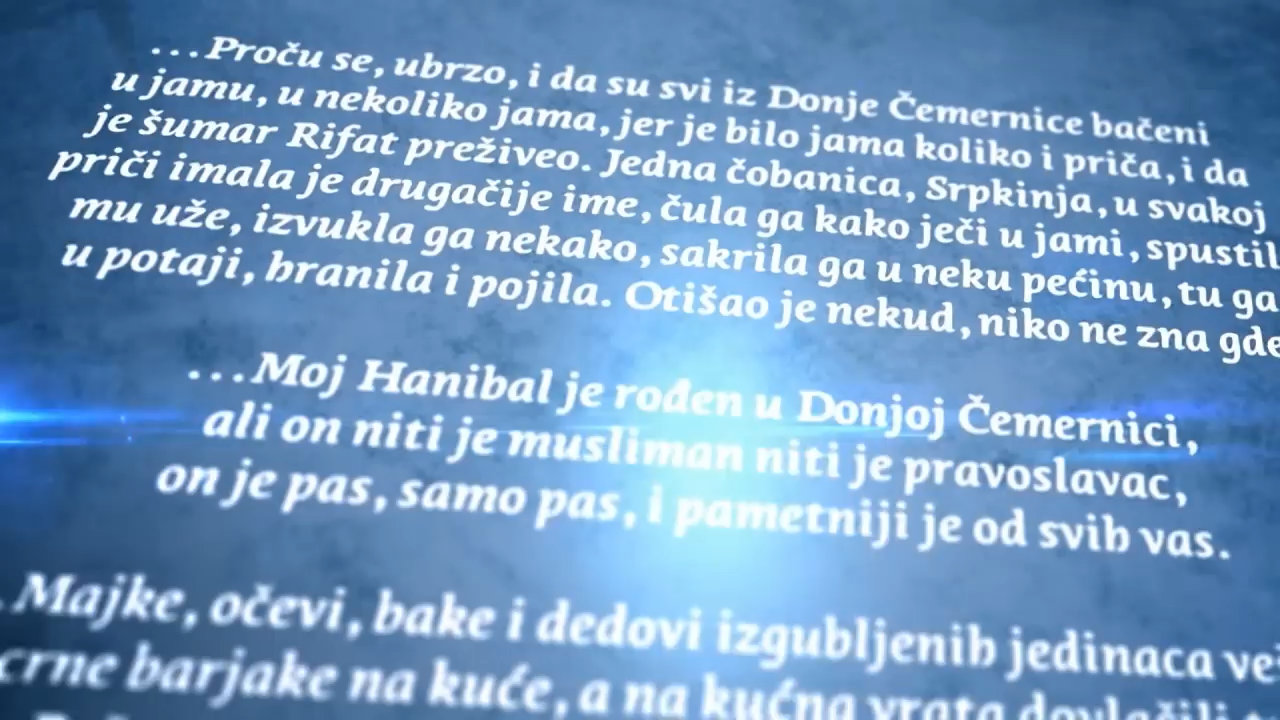 ...Proču se, ubrzo, i da su svi iz Donje Čemernice bačeni
u jamu, u nekoliko jama, jer je bilo jama koliko i priča, i da
je šumar Rifat preživeo. Jedna čobanica, Srpkinja, u svakoj
priči imala je drugačije ime, čula ga kako ječi u jami, spustil
mu uže, izvukla ga nekako, sakrila ga u neku pećinu, tu ga
u potaji, branila i pojila. Otišao je nekud, niko ne zna gde
...Moj Hanibal je rođen u Donjoj Čemernici,
ali on niti je musliman niti je pravoslavac,
on je pas, samo pas, i pametniji je od svih vas.
.Majke, očevi, bake i dedovi izgubljenih jedinaca ve
crne barjake na kuće, a na kućna vrata dovlačili